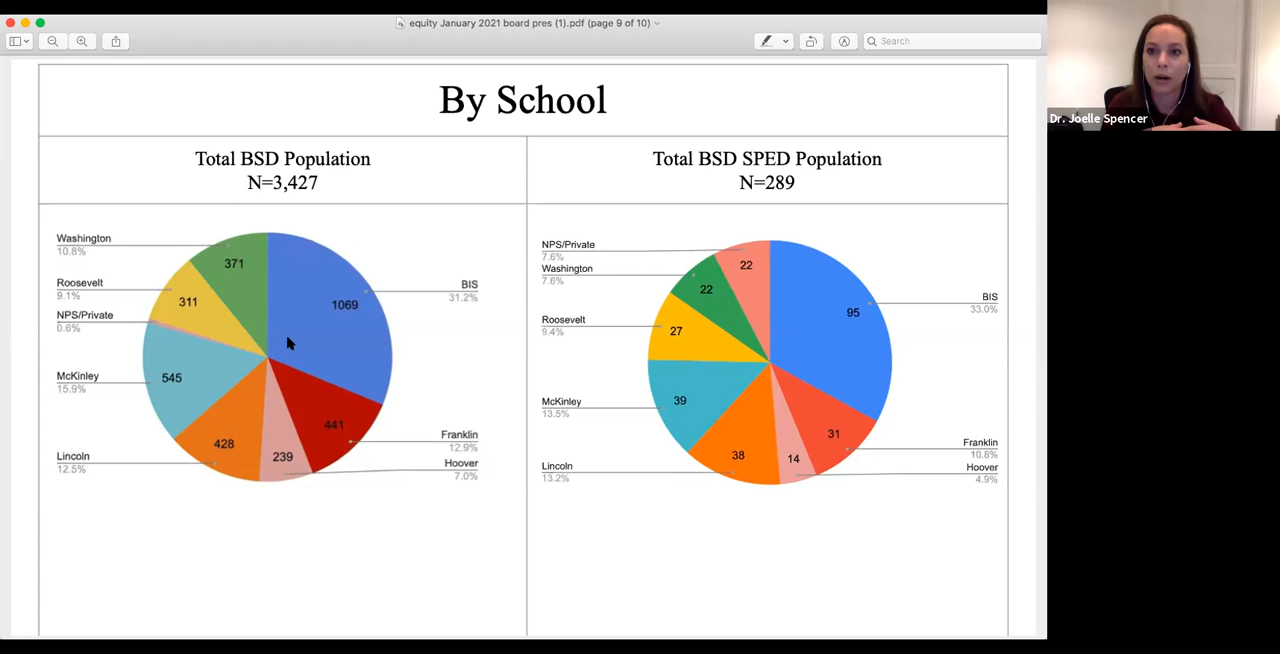 equity January 2021 board pres (1).pdf (page 9 of 10)
Search
Dr. Joelle Spencer
By School
Total BSD Population
N=3,427
Total BSD SPED Population
N=289
Washington
10.8%
371
Roosevelt
9.1%
311
NPS/Private
0.6%
McKinley
15.9%
545
Lincoln
12.5%
428
BIS
31.2%
1069
Franklin
12.9%
441
Hoover
7.0%
239
NPS/Private
7.6%
22
Washington
7.6%
22
Roosevelt
9.4%
27
McKinley
13.5%
39
Lincoln
13.2%
38
BIS
33.0%
95
Franklin
10.8%
31
Hoover
4.9%
14